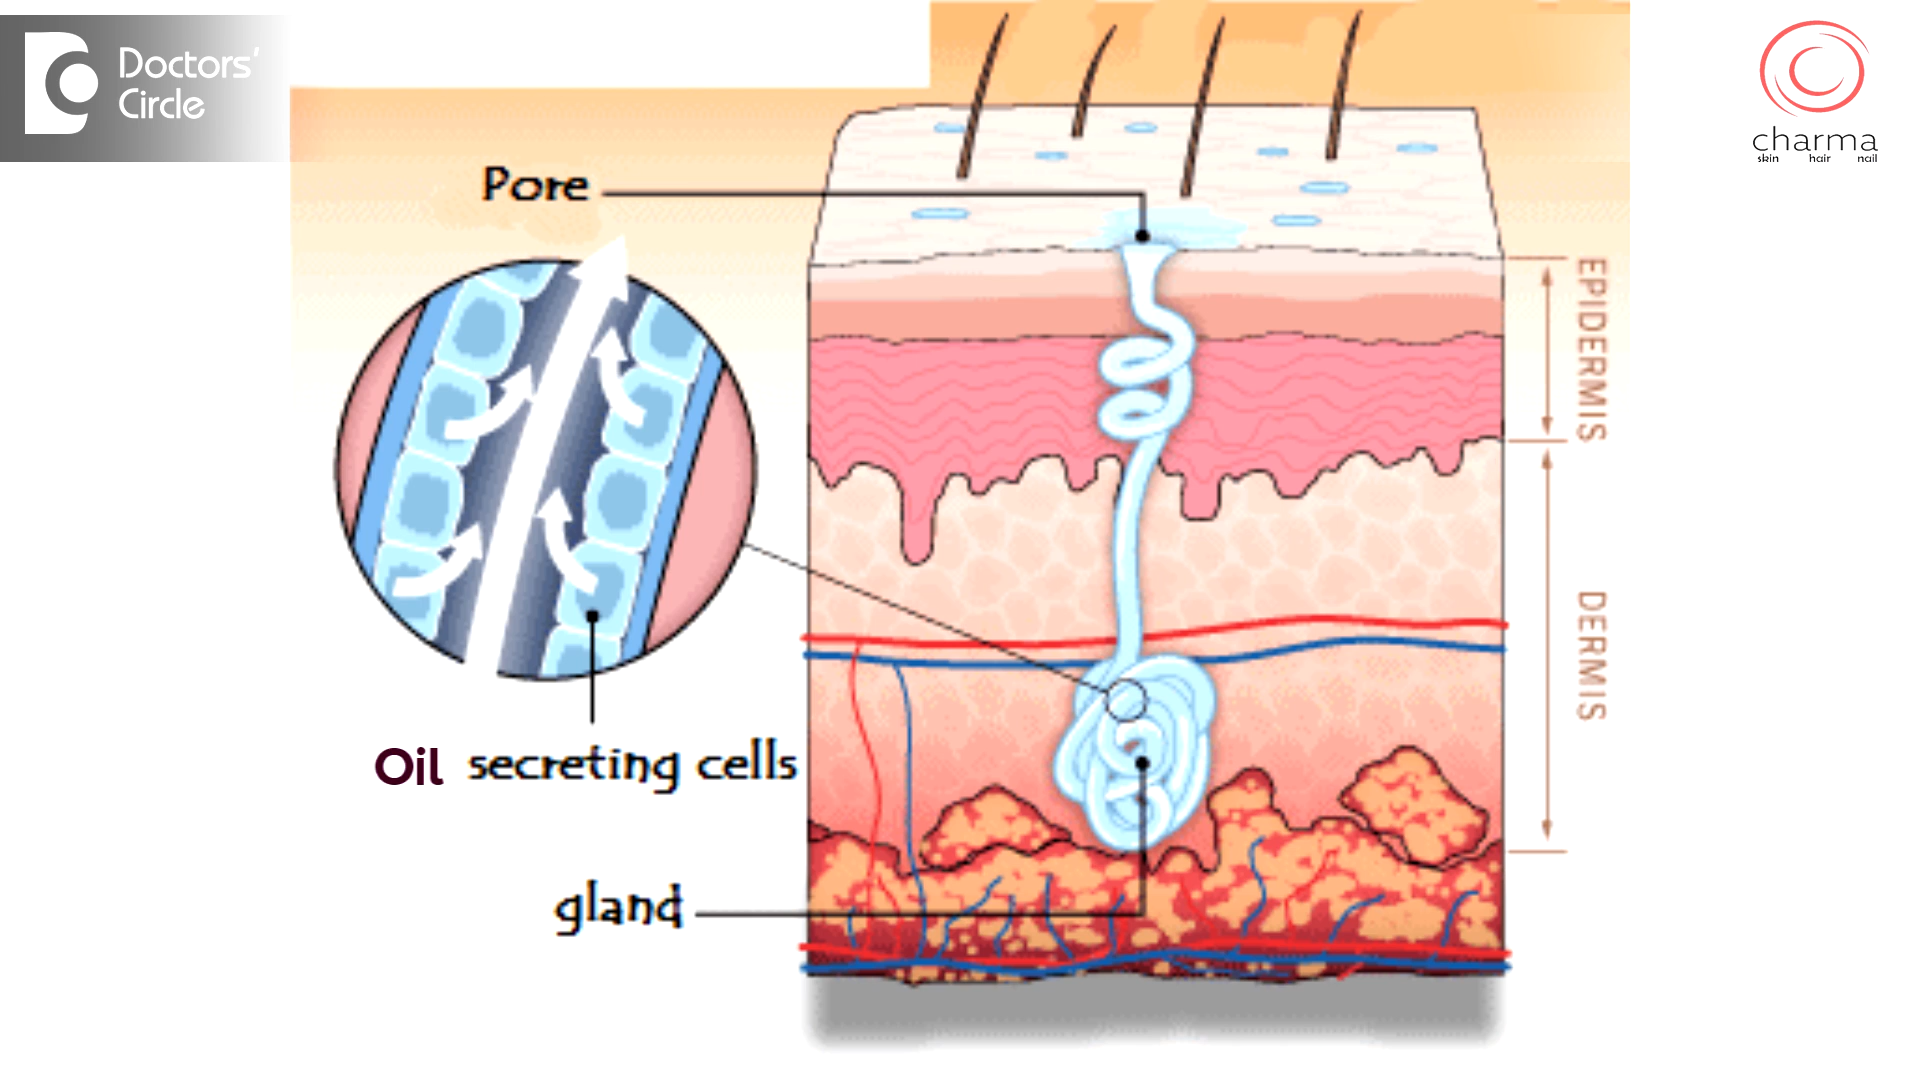 Doctors'
Circle
charma
skin hair nail
Pore
EPIDERMIS
DERMIS
Oil secreting cells
gland